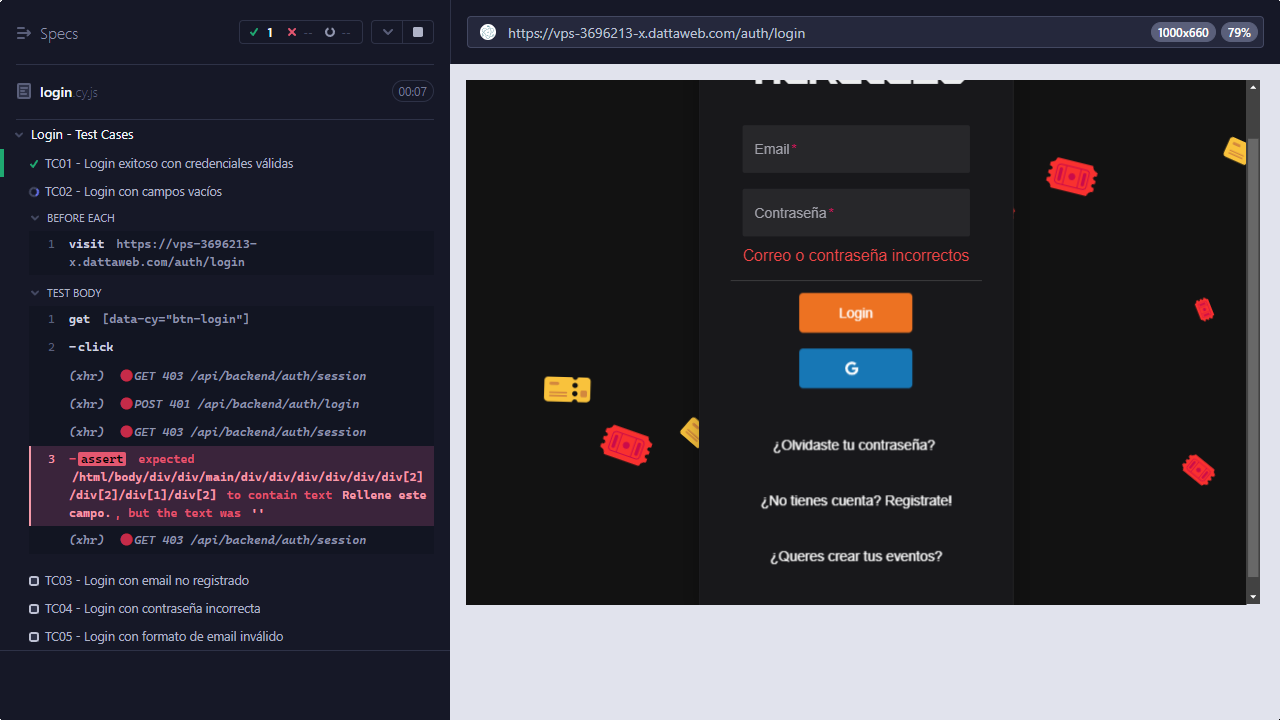 Specs
1
--
--
login cy.js
00:07
Login - Test Cases
TC01 - Login exitoso con credenciales válidas
TC02 - Login con campos vacíos
BEFORE EACH
1 visit https://vps-3696213-
x.dattaweb.com/auth/login
TEST BODY
1 get [data-cy="btn-login"]
2 -click
(xhr) GET 403 /api/backend/auth/session
(xhr) POST 401 /api/backend/auth/login
(xhr) GET 403 /api/backend/auth/session
3 -assert expected
/html/body/div/div/main/div/div/div/div/div/div[2]
/div[2]/div[1]/div[2] to contain text Rellene este
campo., but the text was ''
(xhr) GET 403 /api/backend/auth/session
TC03 - Login con email no registrado
TC04 - Login con contraseña incorrecta
TC05 - Login con formato de email inválido
https://vps-3696213-x.dattaweb.com/auth/login
1000x660
79%
Email*
Contraseña*
Correo o contraseña incorrectos
Login
G
¿Olvidaste tu contraseña?
¿No tienes cuenta? Registrate!
¿Queres crear tus eventos?